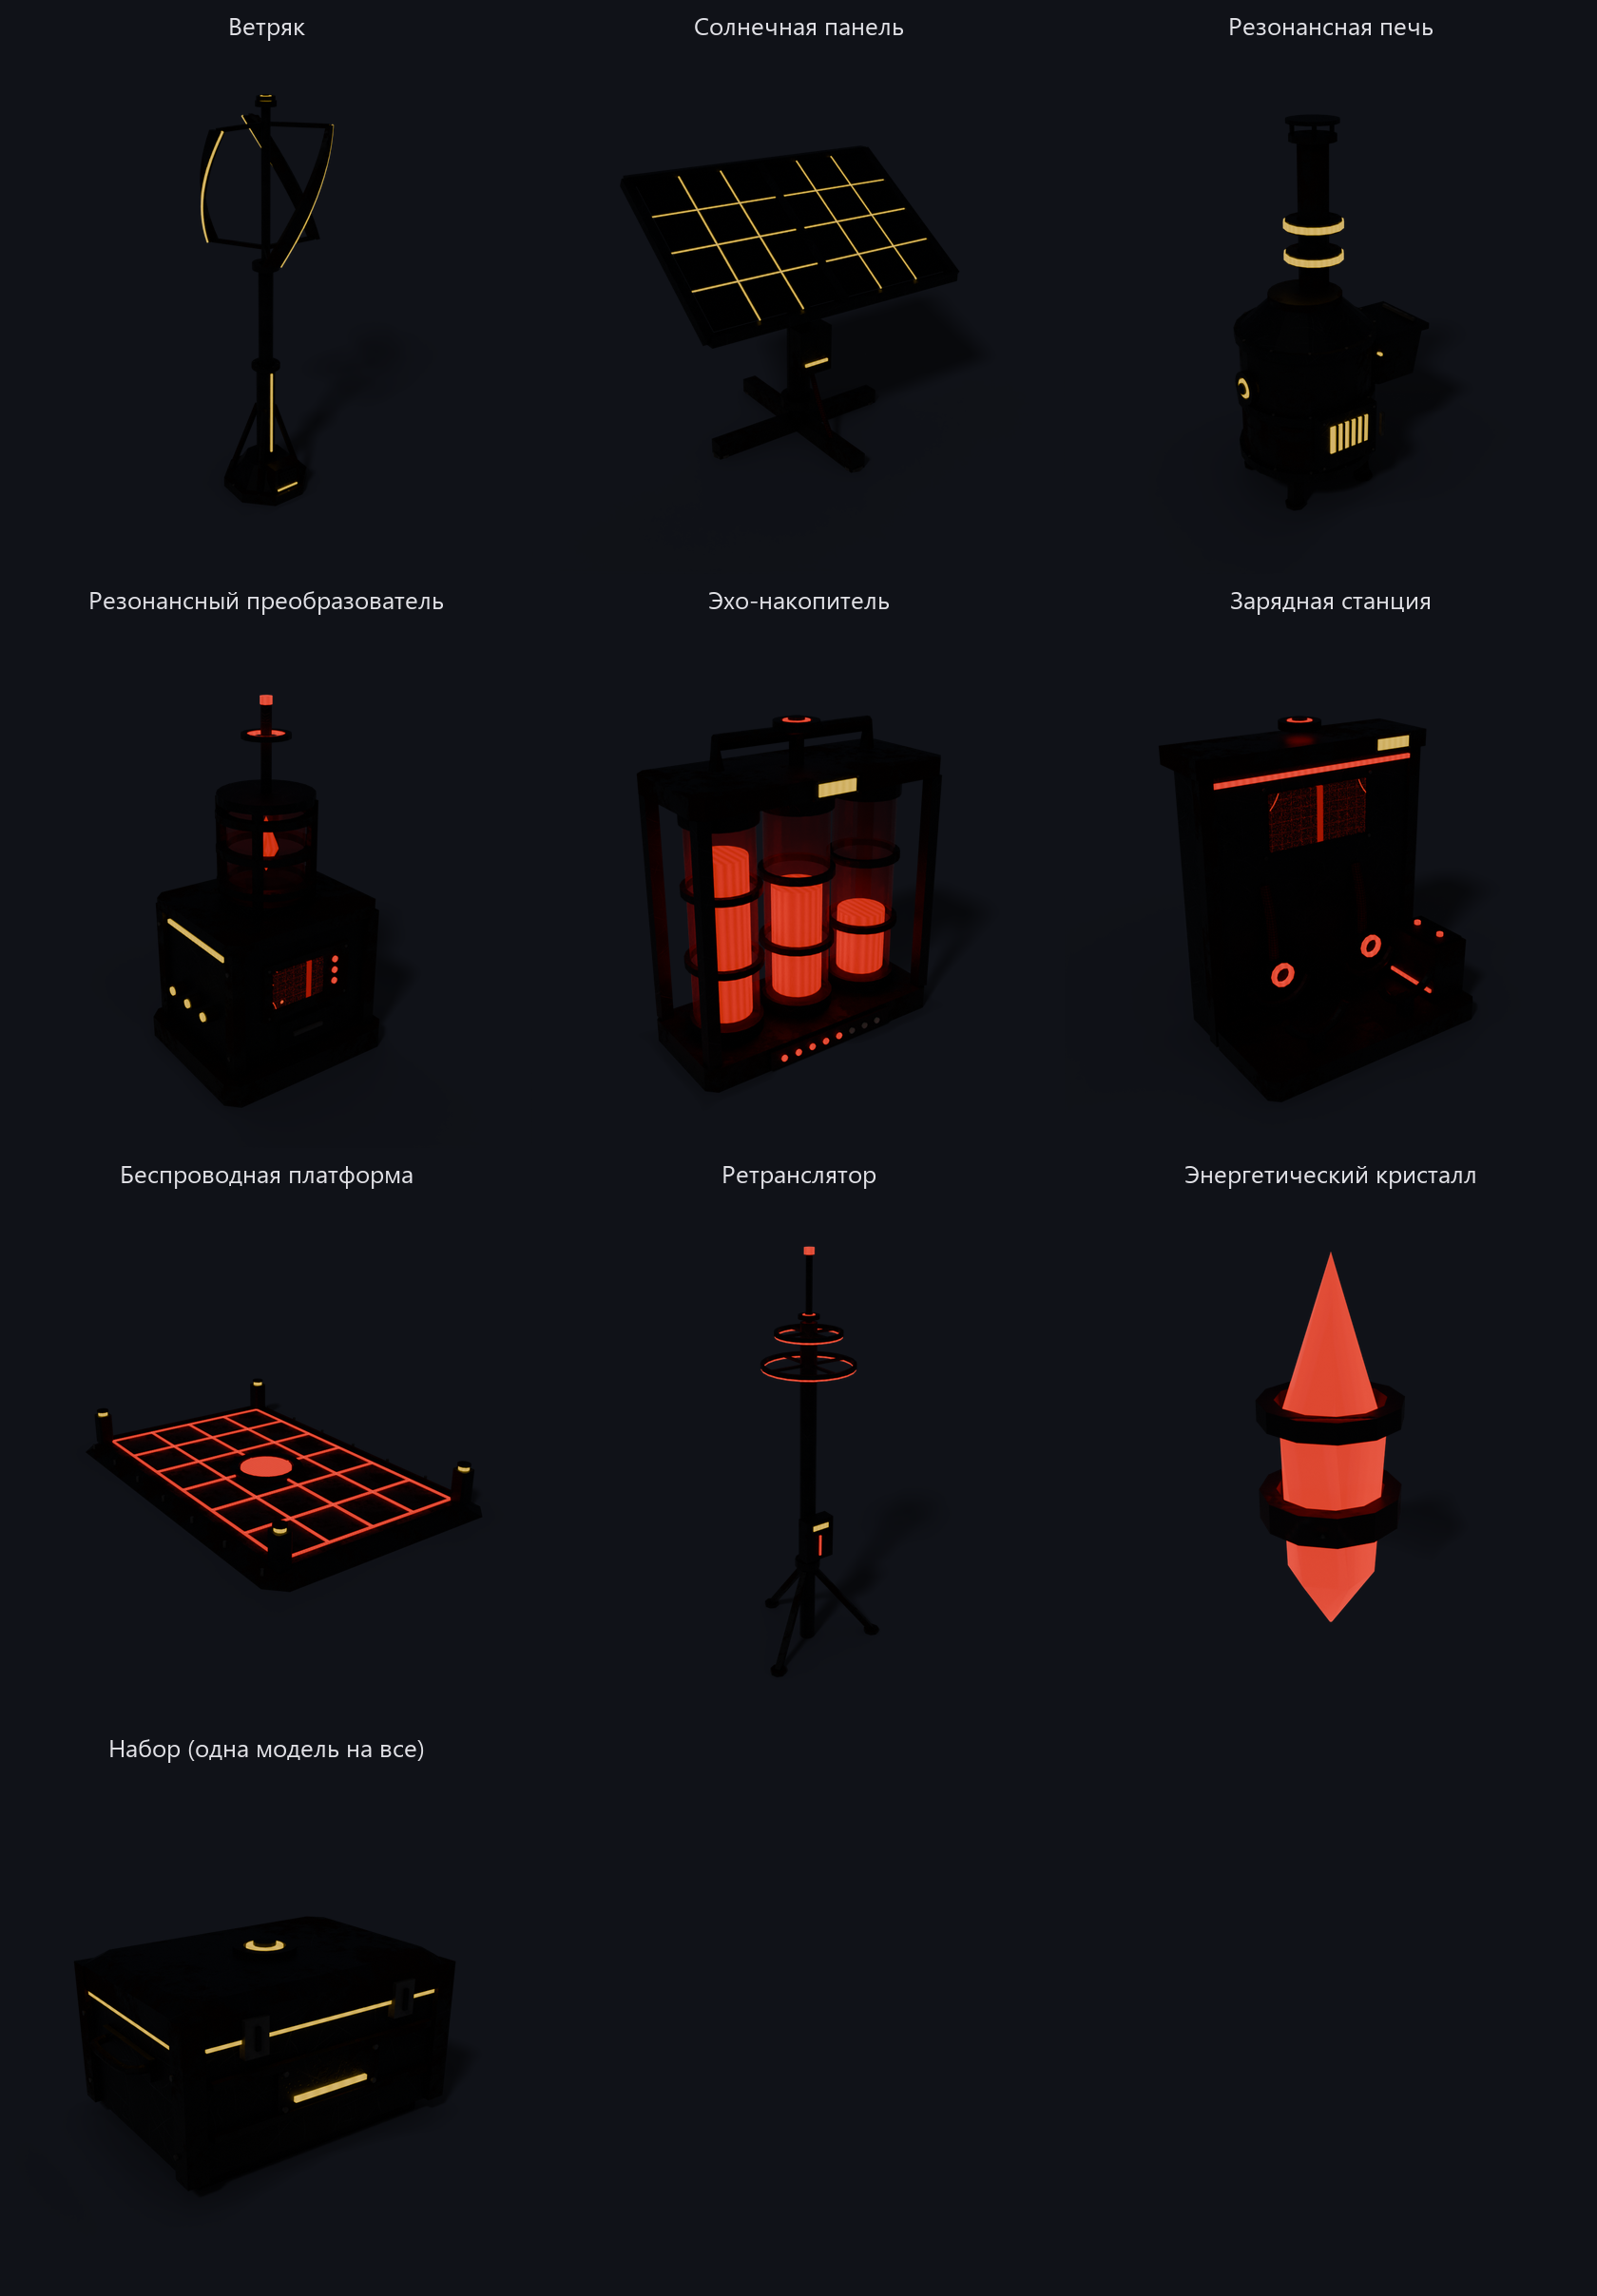 Ветряк
Солнечная панель
Резонансная печь
Резонансный преобразователь
Эхо-накопитель
Зарядная станция
Беспроводная платформа
Ретранслятор
Энергетический кристалл
Набор (одна модель на все)